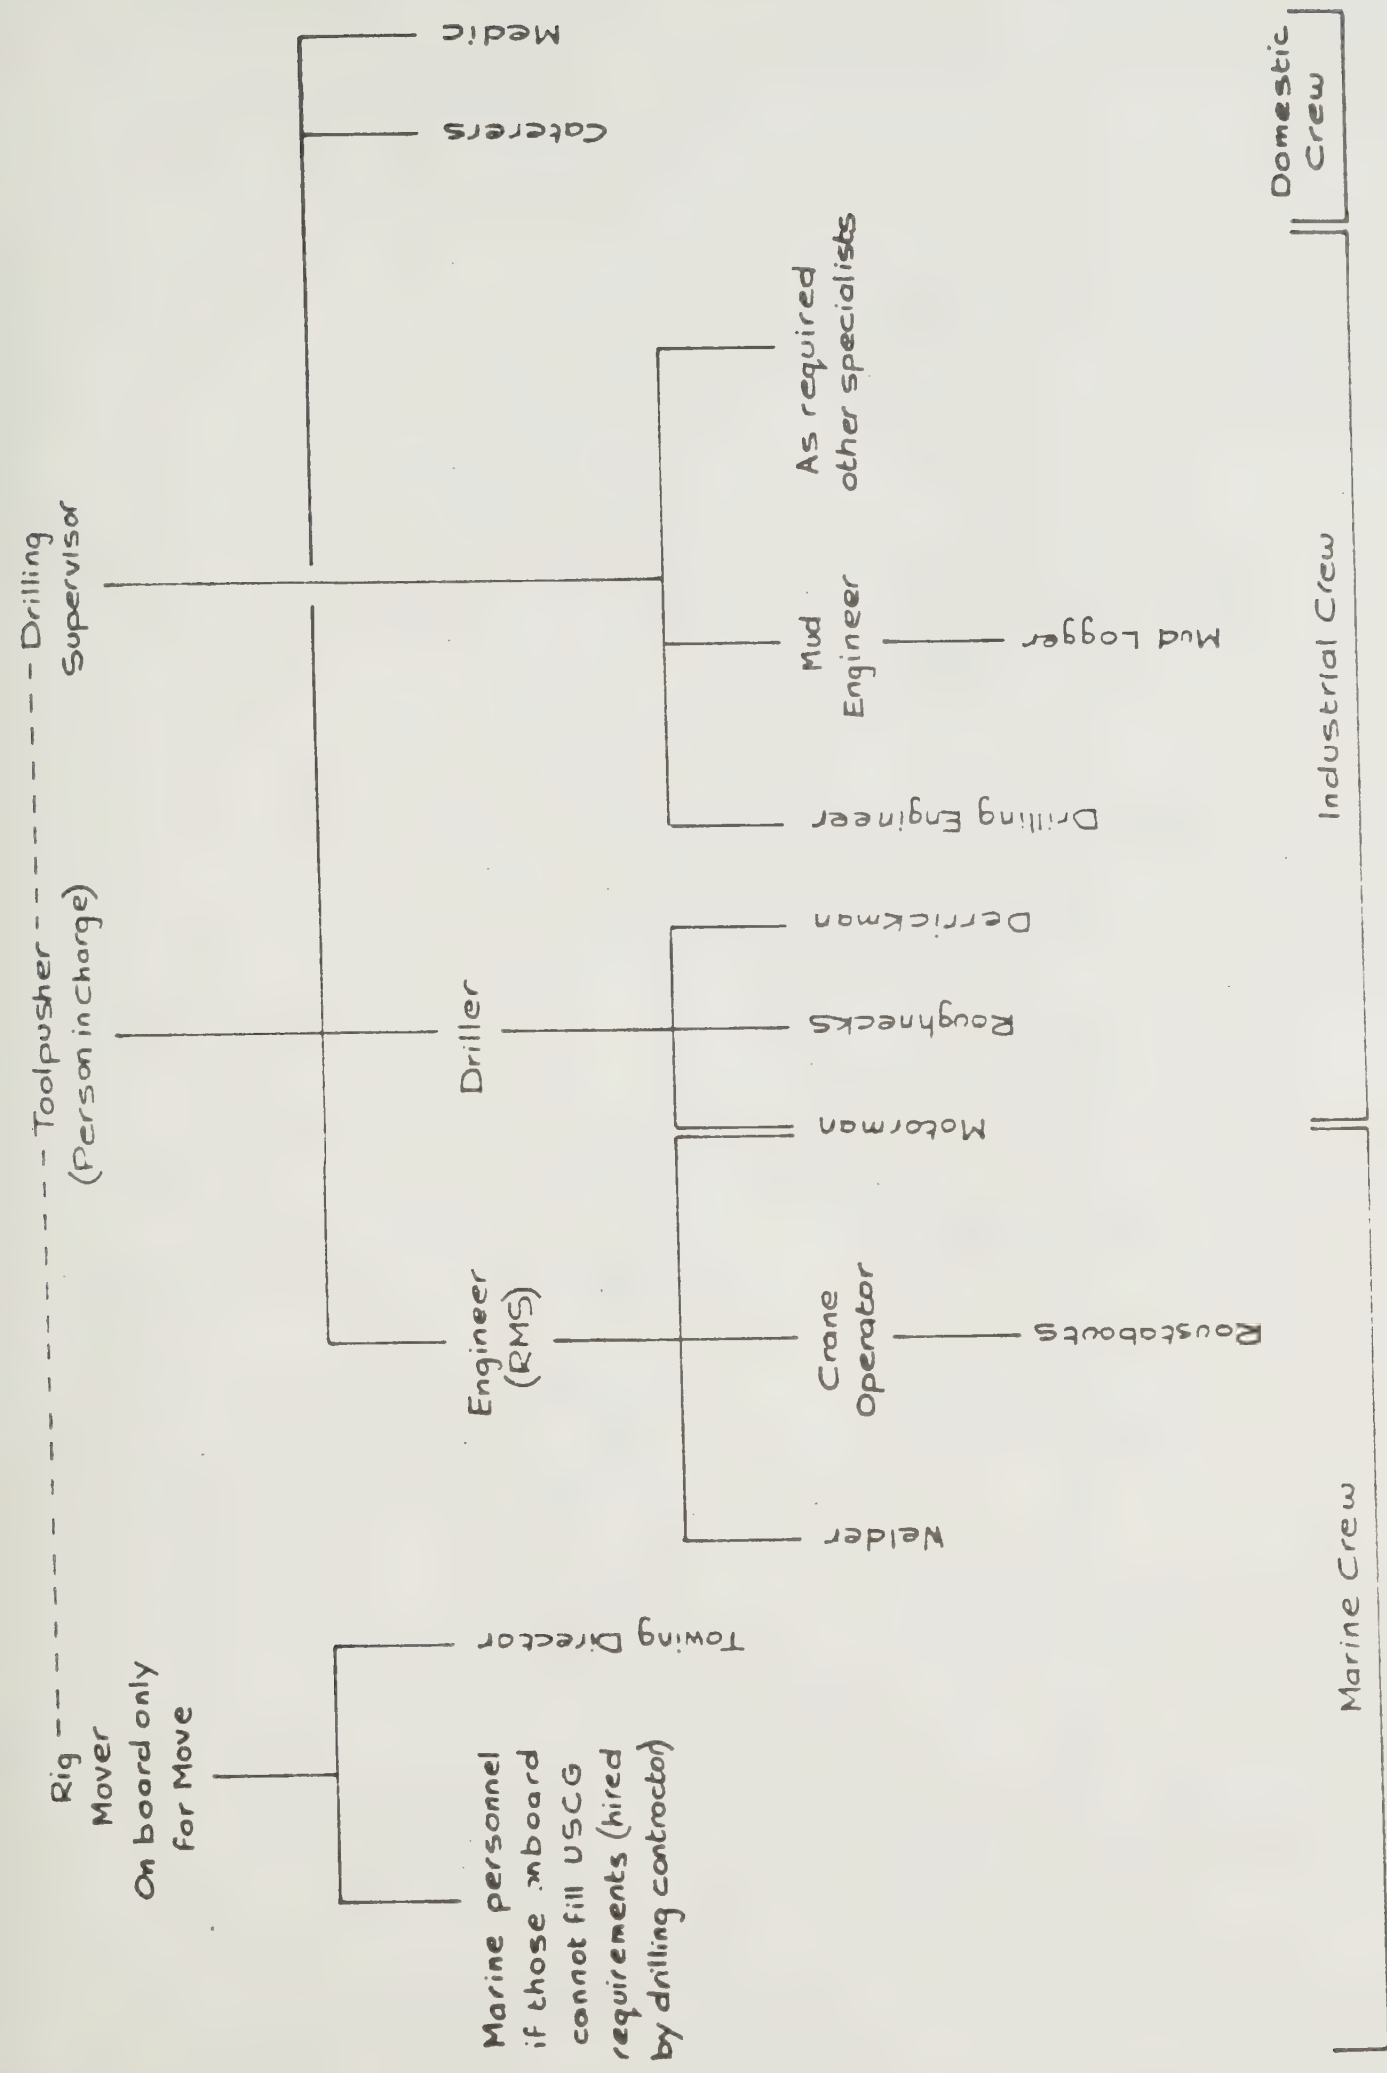 Rig ----- Toolpusher ----- Drilling
Mover
On board only
for Move
(Person in charge)
Supervisor
Engineer
(RMS)
Driller
Caterers
Medic
Marine personnel
if those onboard
cannot fill USCG
requirements (hired
by drilling contractor)
Towing Director
Welder
Crane
Operator
Motorman
Roughnecks
Derrickman
Drilling Engineer
Mud
Engineer
As required
other specialists
Roustabouts
Mud Logger
Marine Crew
Industrial Crew
Domestic
Crew